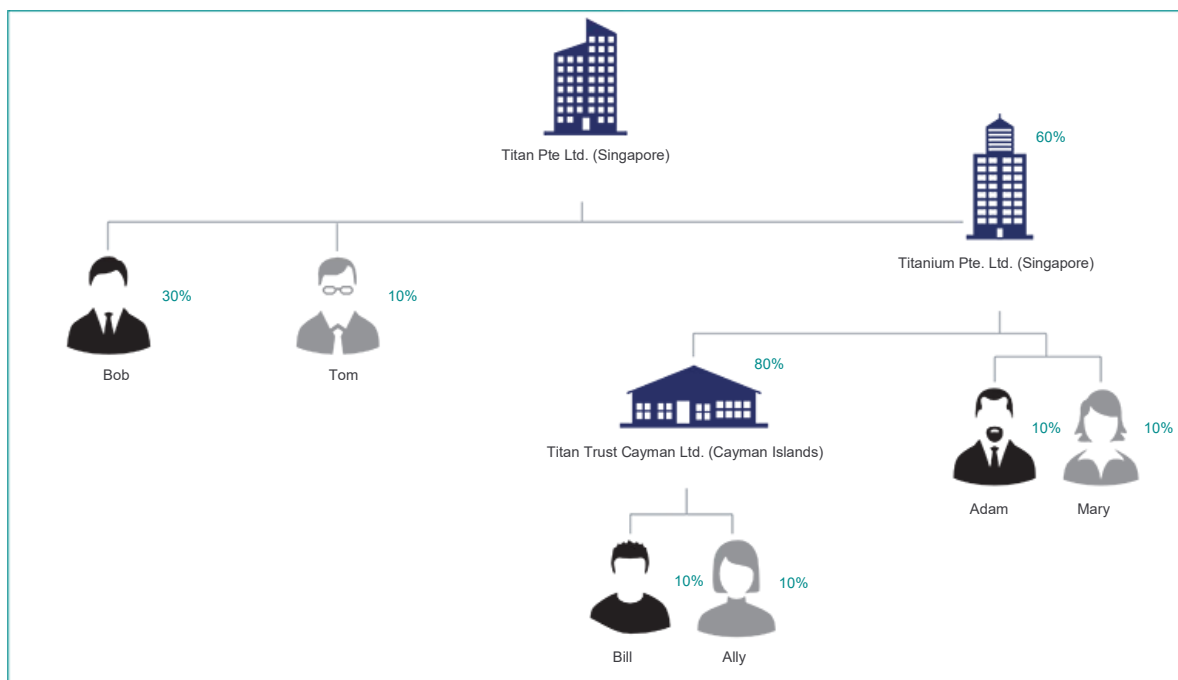 60%
Titan Pte Ltd. (Singapore)
Titanium Pte. Ltd. (Singapore)
30%
10%
Bob
Tom
80%
Titan Trust Cayman Ltd. (Cayman Islands)
10%
10%
Adam
Mary
10%
10%
Bill
Ally